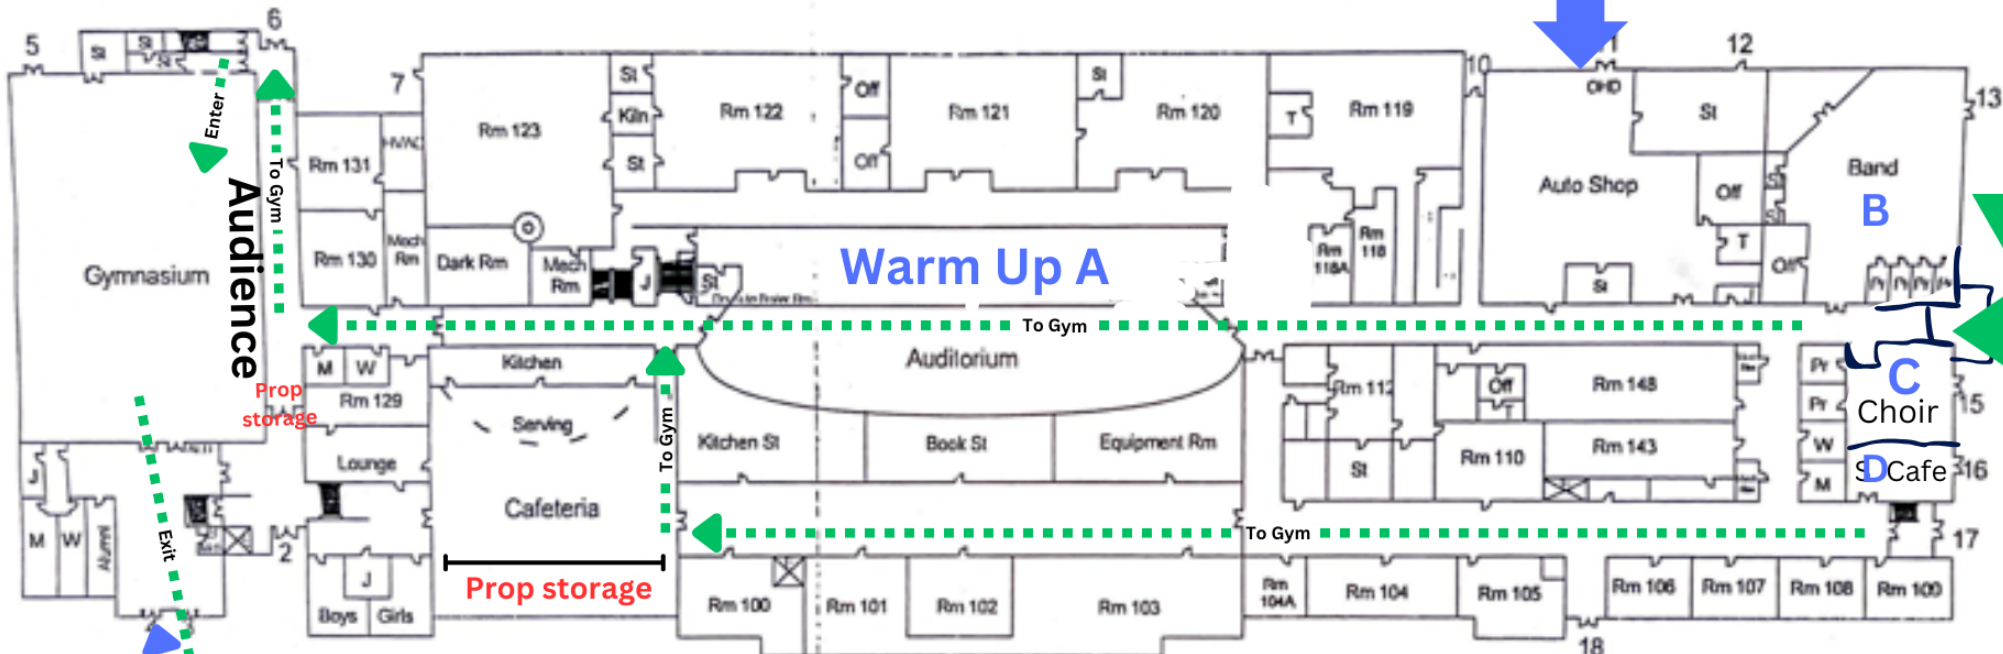 6
5
St
St
7
Enter
To Gym
Audience
Gymnasium
Rm 131
HVAC
Rm 130
Mech
Rm
Rm 123
St
Kiln
St
Dark Rm
Mech
Rm
J
St
Rm 122
Off
Off
Rm 121
St
Rm 120
T
Rm 119
10
Warm Up A
Rm
118A
Rm
118
11
OHD
12
13
St
Auto Shop
Off
T
Off
St
Band
B
Pr
To Gym
Auditorium
M
W
Rm 129
Prop
storage
Lounge
Kitchen
Serving
Cafeteria
To Gym
Kitchen St
Book St
Equipment Rm
Rm 112
St
Off
T
Rm 110
Rm 148
Rm 143
Pr
Pr
W
M
C
Choir
15
D
S Cafe
16
17
J
M
W
Alumni
Exit
2
J
Boys
Girls
Prop storage
To Gym
Rm 100
Rm 101
Rm 102
Rm 103
Rm
104A
Rm 104
Rm 105
Rm 106
Rm 107
Rm 108
Rm 109
18